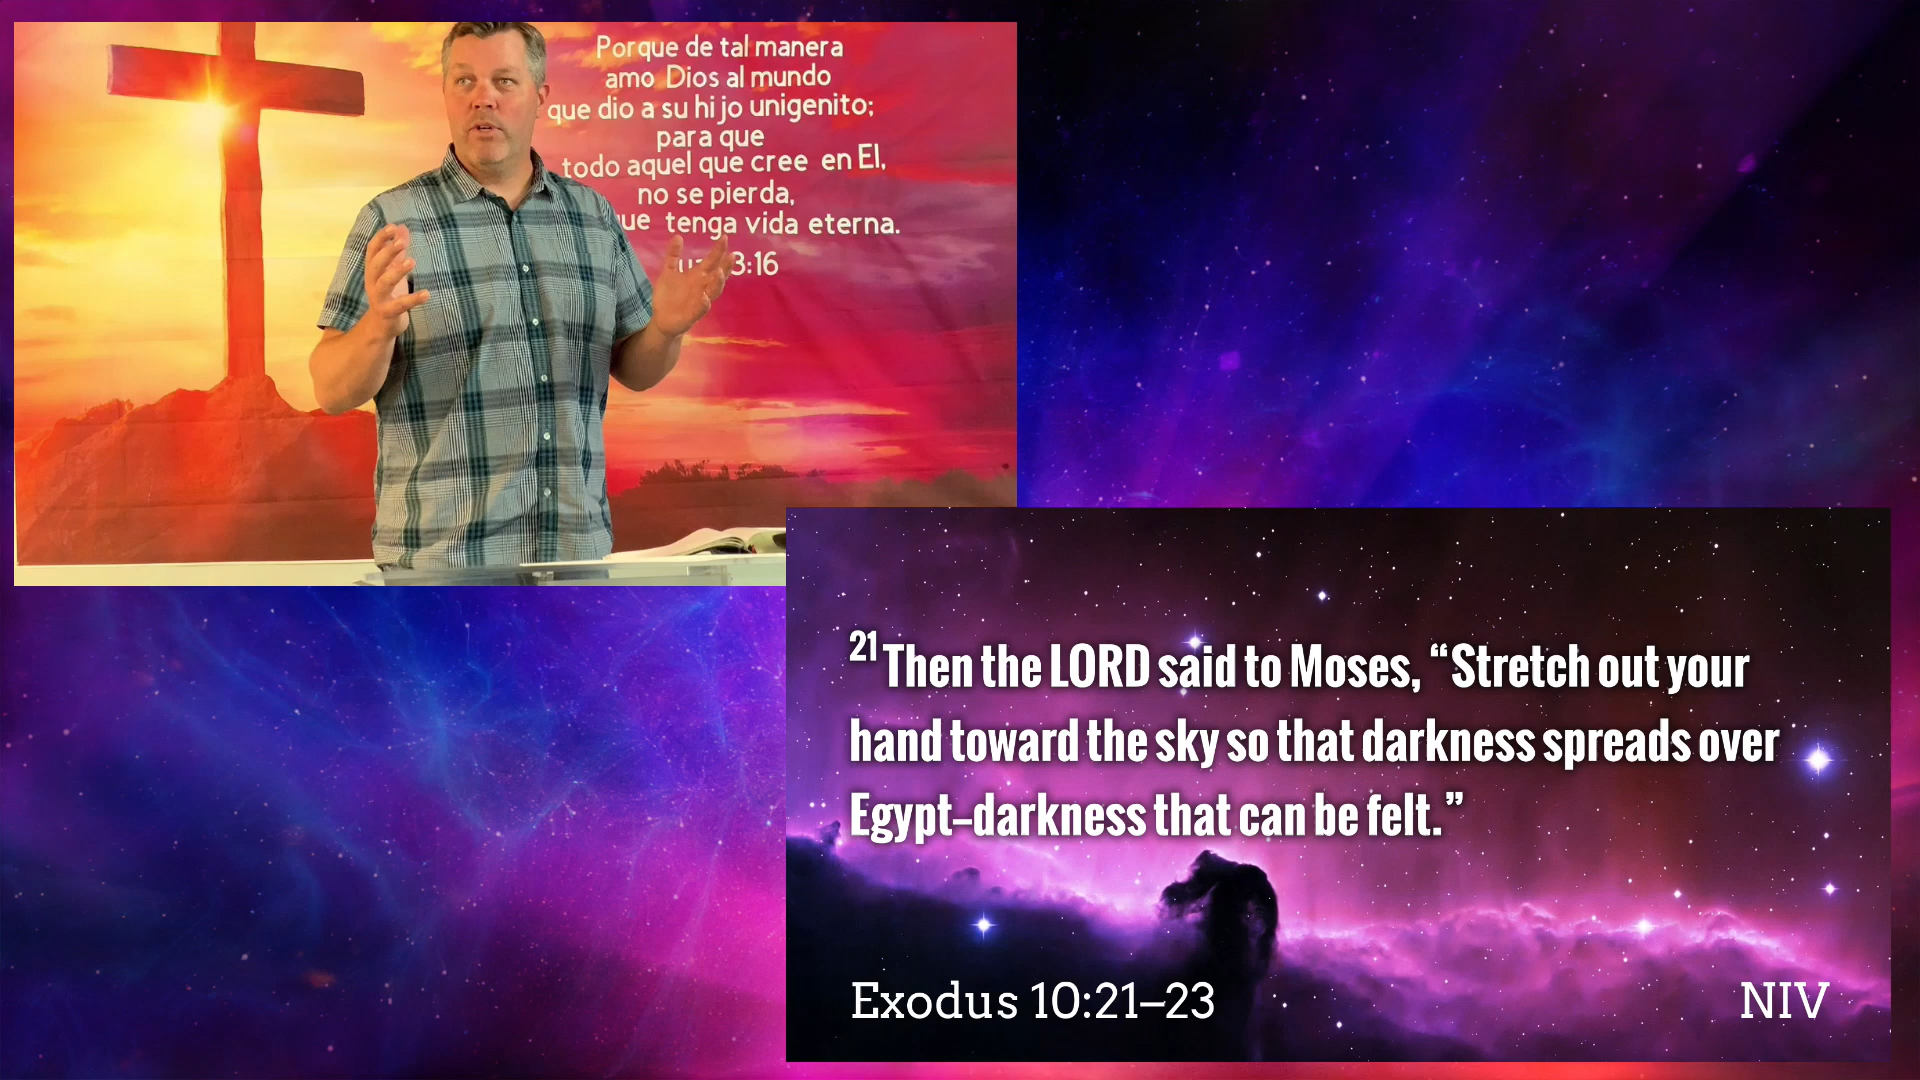 Porque de tal manera
amo Dios al mundo
que dio a su hijo unigenito;
para que
todo aquel que cree en El,
no se pierda,
tenga vida eterna.
3:16
21 Then the LORD said to Moses, “Stretch out your
hand toward the sky so that darkness spreads over
Egypt–darkness that can be felt.”
Exodus 10:21–23
NIV